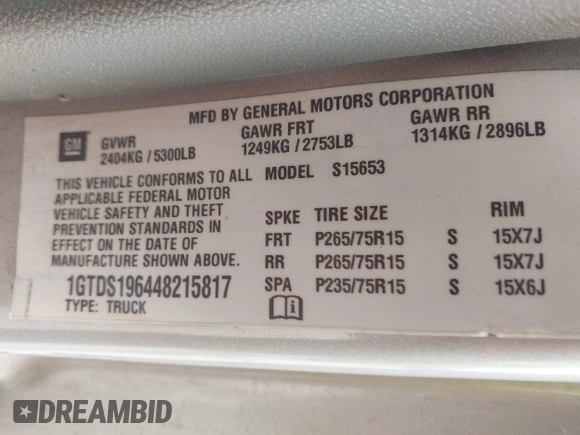 MFD BY GENERAL MOTORS CORPORATION
GM
GVWR GAWR FRT GAWR RR
2404KG / 5300LB 1249KG / 2753LB 1314KG / 2896LB
THIS VEHICLE CONFORMS TO ALL
APPLICABLE FEDERAL MOTOR
VEHICLE SAFETY AND THEFT
PREVENTION STANDARDS IN
EFFECT ON THE DATE OF
MANUFACTURE SHOWN ABOVE.
1GTDS196448215817
TYPE: TRUCK
MODEL S15653
SPKE TIRE SIZE RIM
FRT P265/75R15 S 15X7J
RR P265/75R15 S 15X7J
SPA P235/75R15 S 15X6J
DREAMBID